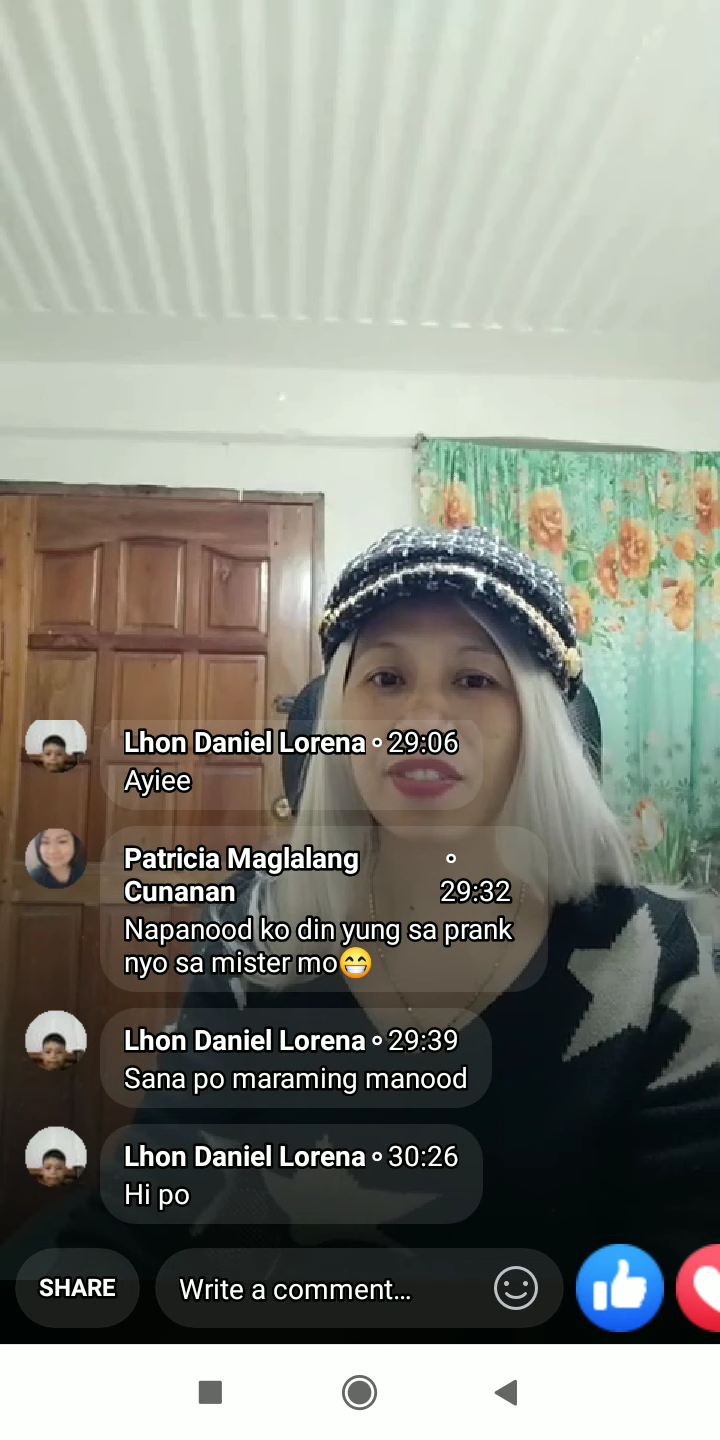 Lhon Daniel Lorena • 29:06
Ayiee
Patricia Maglalang •
Cunanan 29:32
Napanood ko din yung sa prank
nyo sa mister mo😁
Lhon Daniel Lorena • 29:39
Sana po maraming manood
Lhon Daniel Lorena • 30:26
Hi po
SHARE
Write a comment...